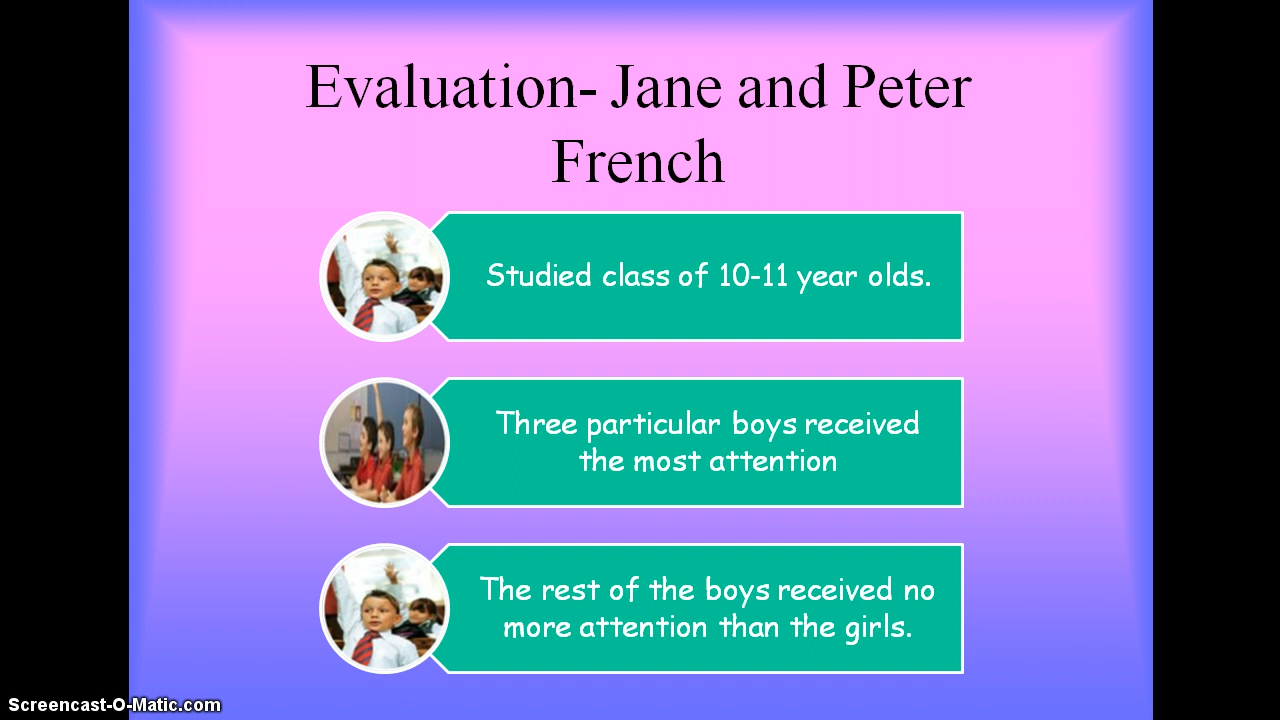 Evaluation- Jane and Peter
French
Studied class of 10-11 year olds.
Three particular boys received
the most attention
The rest of the boys received no
more attention than the girls.
Screencast-O-Matic.com